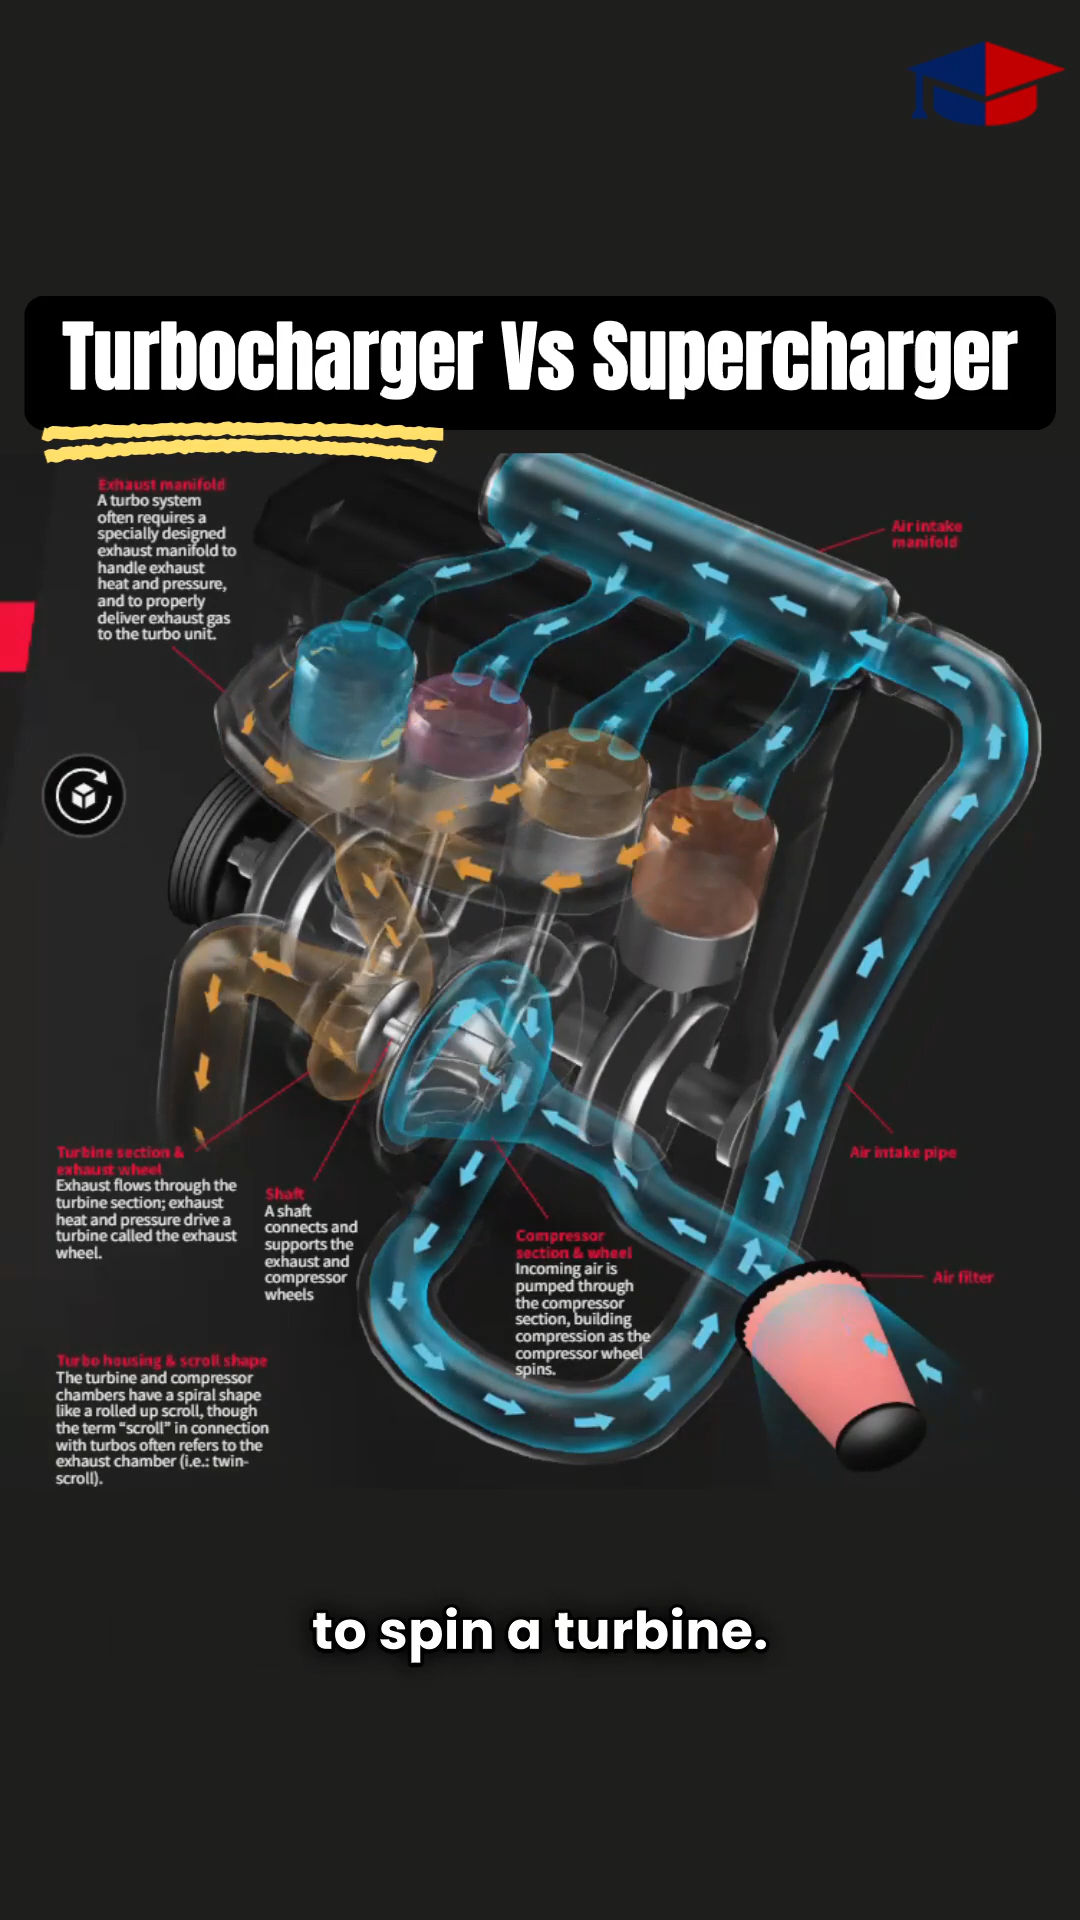 Turbocharger Vs Supercharger
Exhaust manifold
A turbo system
often requires a
specially designed
exhaust manifold to
handle exhaust
heat and pressure,
and to properly
deliver exhaust gas
to the turbo unit.
Air intake
manifold
Turbine section &
exhaust wheel
Exhaust flows through the
turbine section; exhaust
heat and pressure drive a
turbine called the exhaust
wheel.
Shaft
A shaft
connects and
supports the
exhaust and
compressor
wheels
Compressor
section & wheel
Incoming air is
pumped through
the compressor
section, building
compression as the
compressor wheel
spins.
Air intake pipe
Air filter
Turbo housing & scroll shape
The turbine and compressor
chambers have a spiral shape
like a rolled up scroll, though
the term “scroll” in connection
with turbos often refers to the
exhaust chamber (i.e.: twin-
scroll).
to spin a turbine.